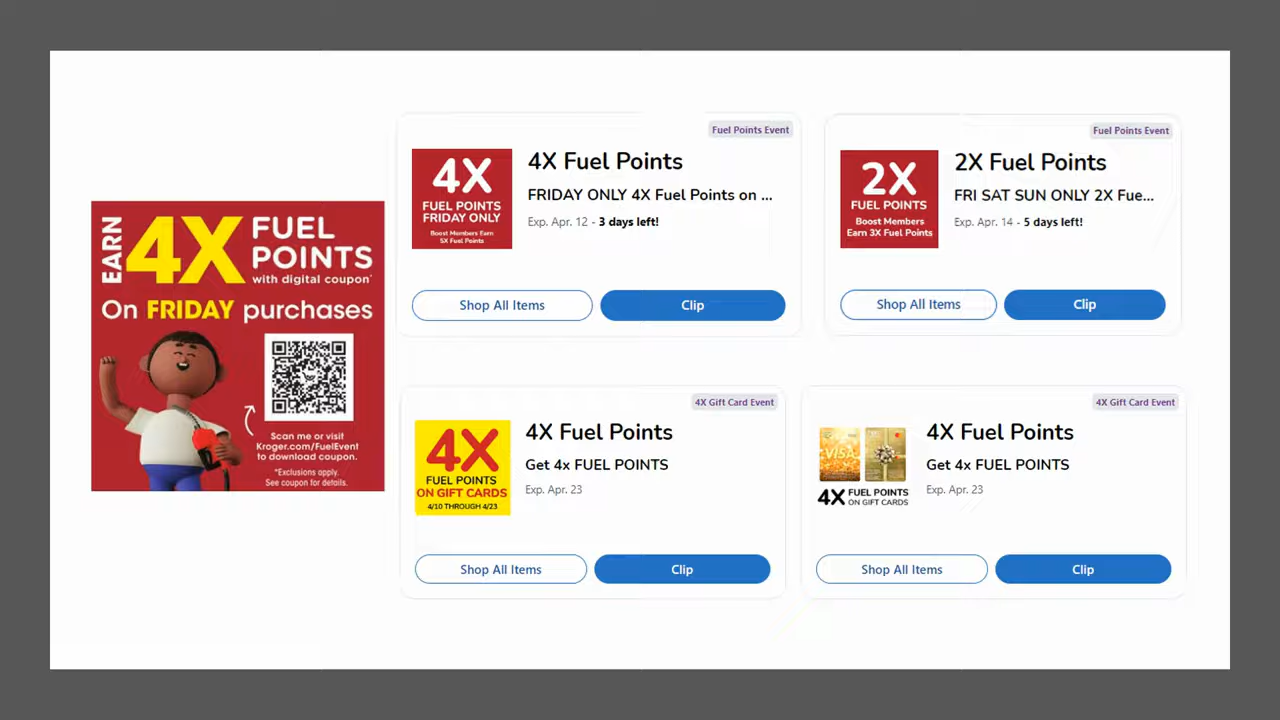 EARN
4X
FUEL
POINTS
with digital coupon*
On FRIDAY purchases
Scan me or visit
Kroger.com/FuelEvent
to download coupon.
*Exclusions apply.
See coupon for details.
Fuel Points Event
4X
FUEL POINTS
FRIDAY ONLY
Boost Members Earn
5X Fuel Points
4X Fuel Points
FRIDAY ONLY 4X Fuel Points on ...
Exp. Apr. 12 - 3 days left!
Shop All Items
Clip
Fuel Points Event
2X
FUEL POINTS
Boost Members
Earn 3X Fuel Points
2X Fuel Points
FRI SAT SUN ONLY 2X Fue...
Exp. Apr. 14 - 5 days left!
Shop All Items
Clip
4X Gift Card Event
4X
FUEL POINTS
ON GIFT CARDS
4/10 THROUGH 4/23
4X Fuel Points
Get 4x FUEL POINTS
Exp. Apr. 23
Shop All Items
Clip
4X Gift Card Event
VISA
4X FUEL POINTS
ON GIFT CARDS
4X Fuel Points
Get 4x FUEL POINTS
Exp. Apr. 23
Shop All Items
Clip